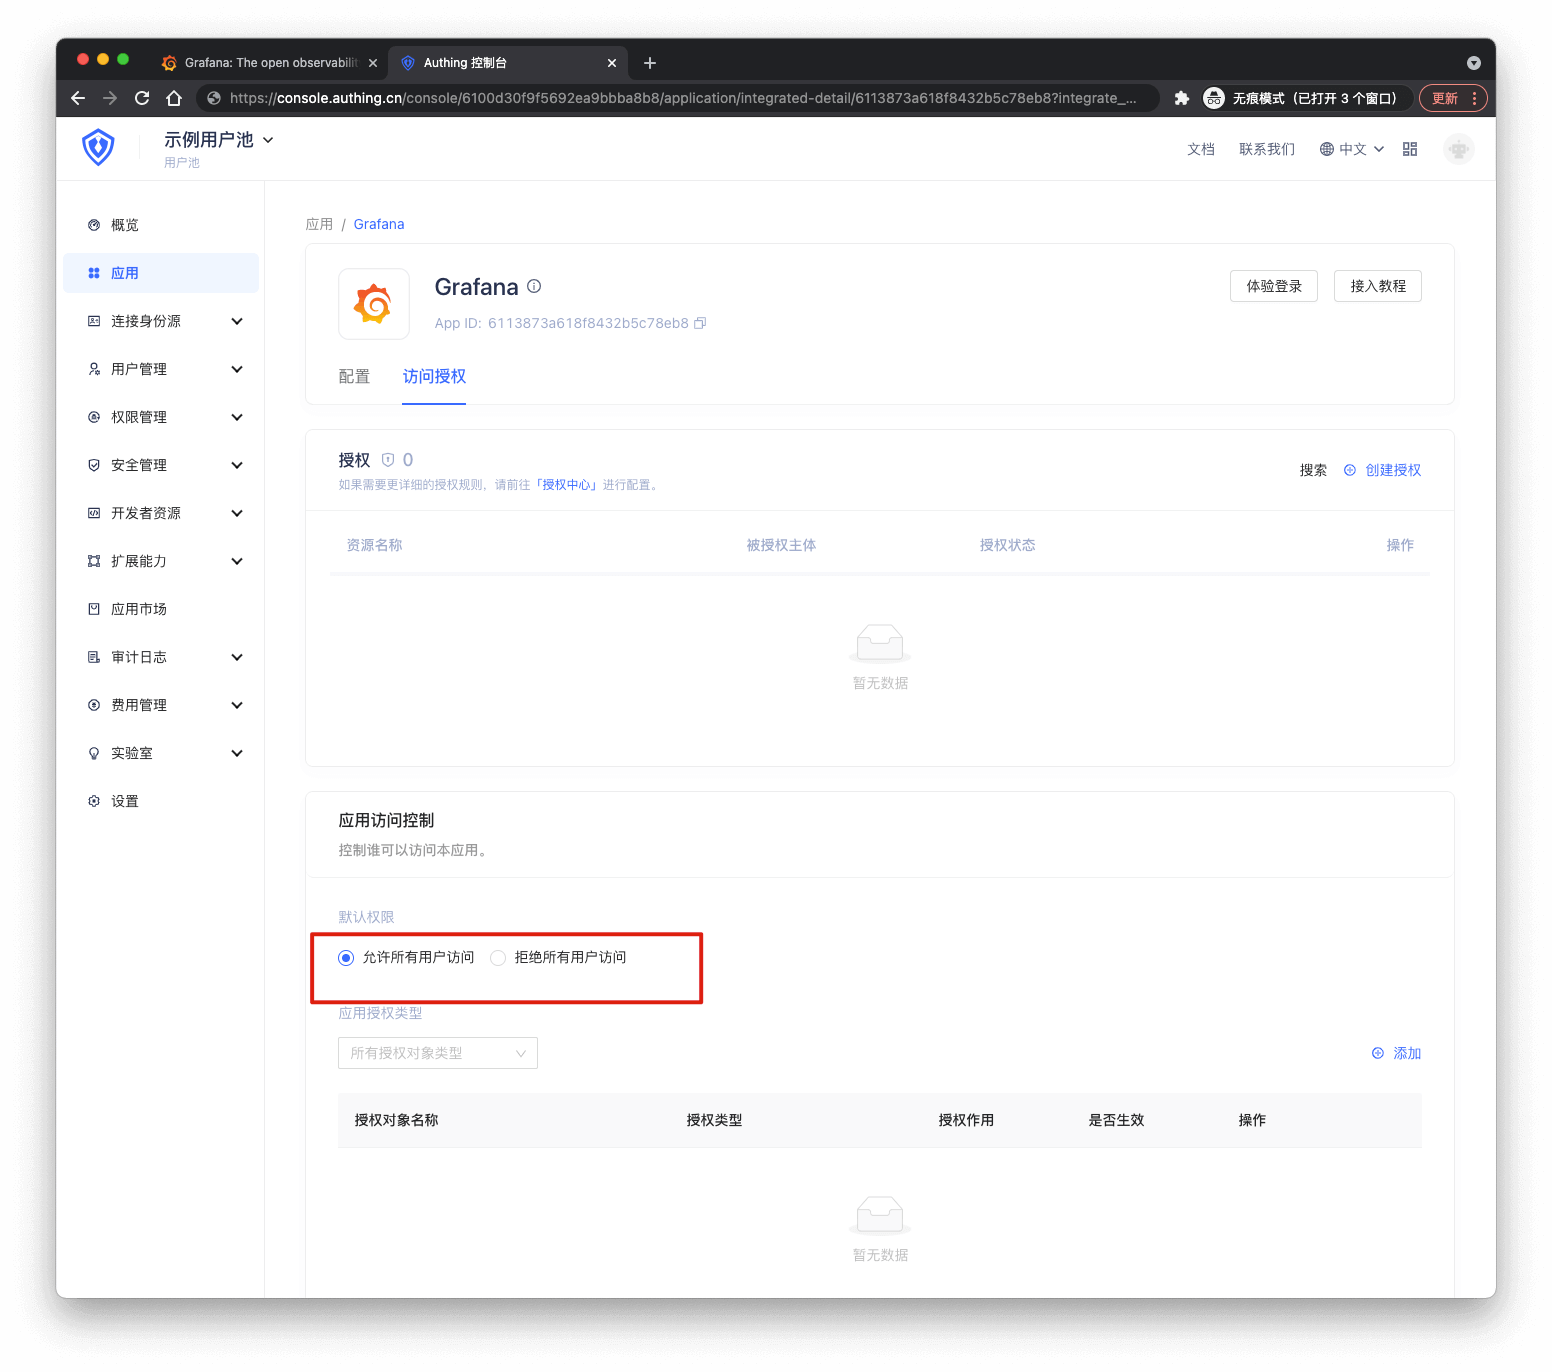 Grafana: The open observabilit
Authing 控制台
https://console.authing.cn/console/6100d30f9f5692ea9bbba8b8/application/integrated-detail/6113873a618f8432b5c78eb8?integrate_...
无痕模式（已打开 3 个窗口）
更新
示例用户池
用户池
文档
联系我们
中文
概览
应用
连接身份源
用户管理
权限管理
安全管理
开发者资源
扩展能力
应用市场
审计日志
费用管理
实验室
设置
应用 / Grafana
Grafana
App ID: 6113873a618f8432b5c78eb8
体验登录
接入教程
配置
访问授权
授权 0
如果需要更详细的授权规则，请前往「授权中心」进行配置。
搜索
创建授权
资源名称 被授权主体 授权状态 操作
暂无数据
应用访问控制
控制谁可以访问本应用。
默认权限
允许所有用户访问 拒绝所有用户访问
应用授权类型
所有授权对象类型
添加
授权对象名称 授权类型 授权作用 是否生效 操作
暂无数据